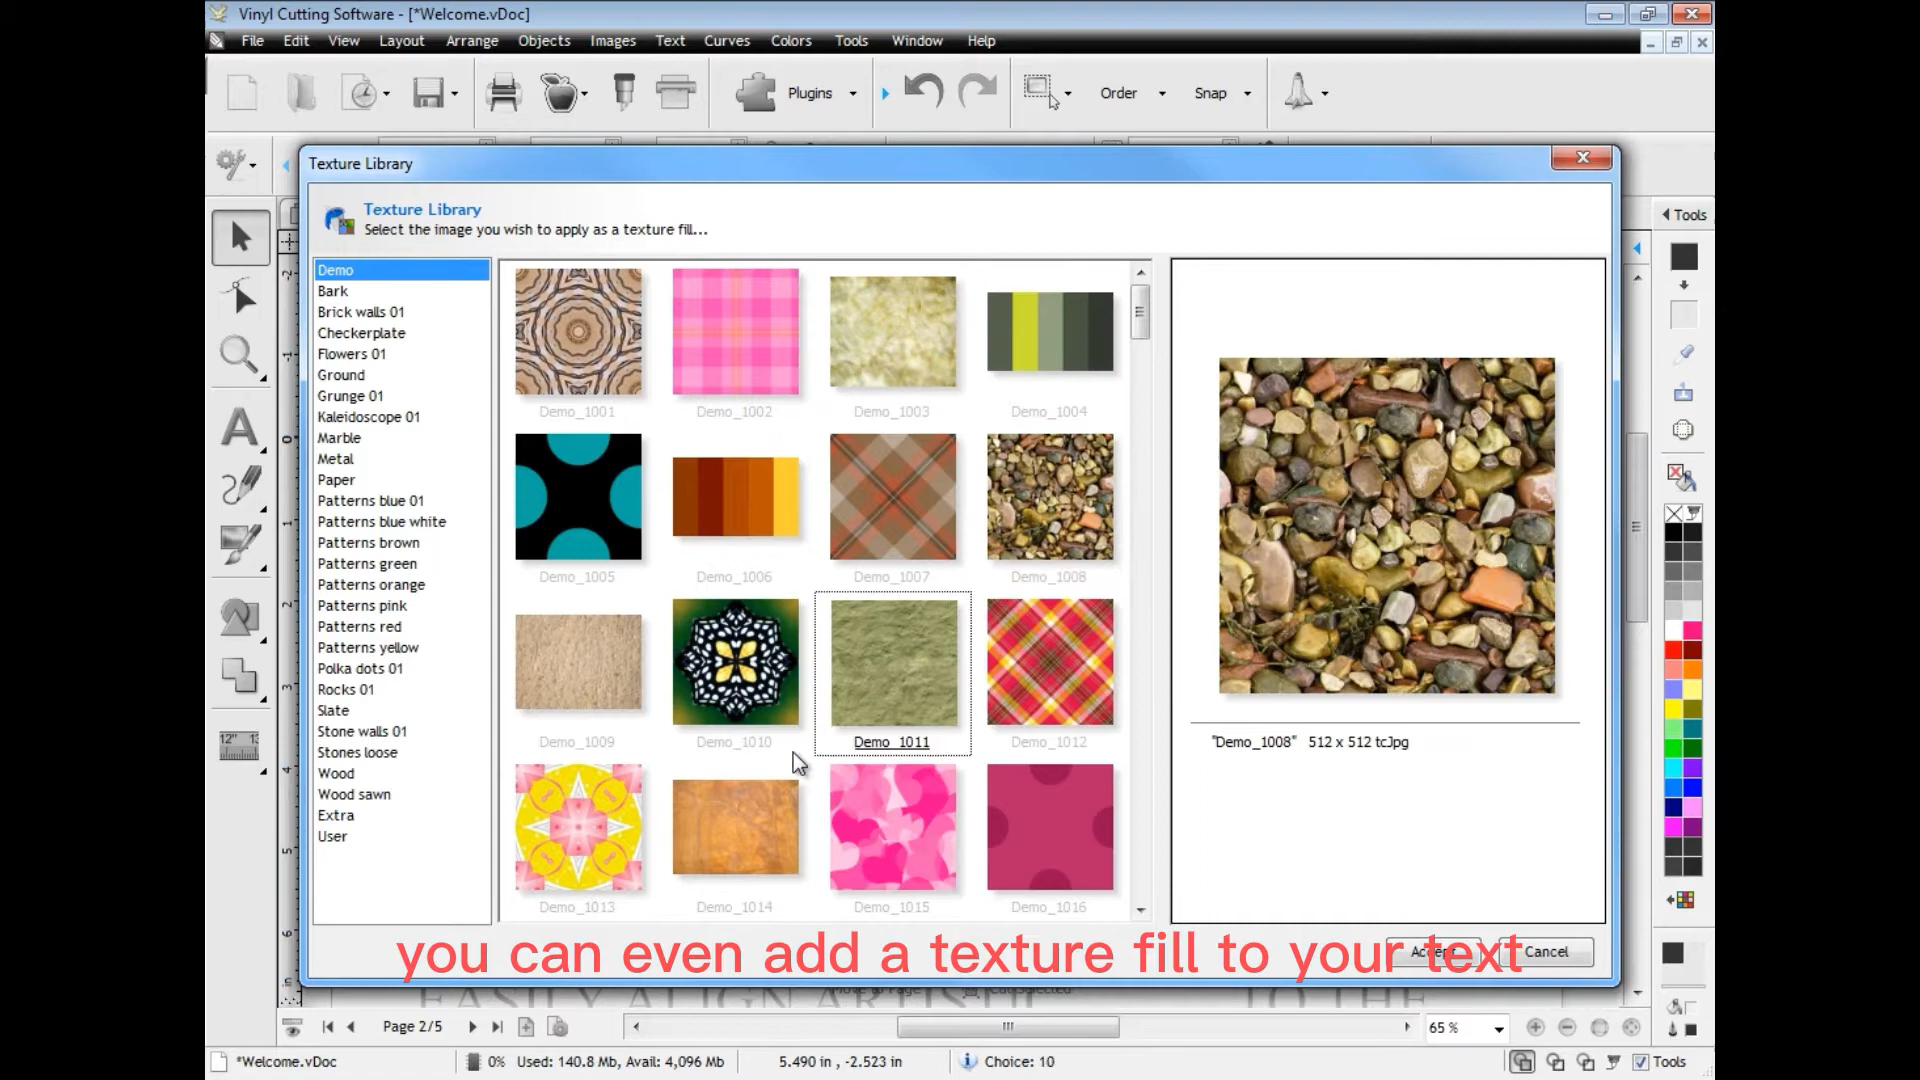 Vinyl Cutting Software - [*Welcome.vDoc]
File Edit View Layout Arrange Objects Images Text Curves Colors Tools Window Help
Plugins Order Snap
Texture Library
Texture Library
Select the image you wish to apply as a texture fill...
Tools
Demo
Bark
Brick walls 01
Checkerplate
Flowers 01
Ground
Grunge 01
Kaleidoscope 01
Marble
Metal
Paper
Patterns blue 01
Patterns blue white
Patterns brown
Patterns green
Patterns orange
Patterns pink
Patterns red
Patterns yellow
Polka dots 01
Rocks 01
Slate
Stone walls 01
Stones loose
Wood
Wood sawn
Extra
User
Demo_1001 Demo_1002 Demo_1003 Demo_1004
Demo_1005 Demo_1006 Demo_1007 Demo_1008
Demo_1009 Demo_1010 Demo_1011 Demo_1012
Demo_1013 Demo_1014 Demo_1015 Demo_1016
"Demo_1008" 512 x 512 tcJpg
Accept Cancel
you can even add a texture fill to your text
Page 2/5
65 %
*Welcome.vDoc 0% Used: 140.8 Mb, Avail: 4,096 Mb 5.490 in , -2.523 in Choice: 10 Tools